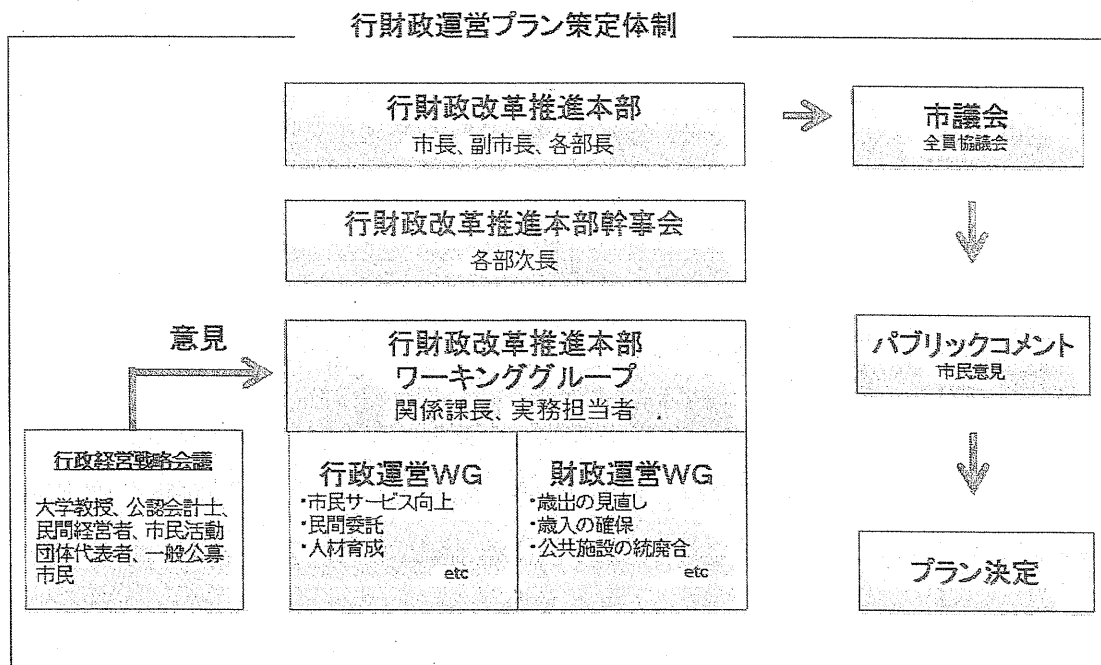 行財政運営プラン策定体制
行財政改革推進本部
市長、副市長、各部長
市議会
全員協議会
行財政改革推進本部幹事会
各部次長
意見
行財政改革推進本部
ワーキンググループ
関係課長、実務担当者
パブリックコメント
市民意見
行政経営戦略会議
大学教授、公認会計士、
民間経営者、市民活動
団体代表者、一般公募
市民
行政運営WG
・市民サービス向上
・民間委託
・人材育成
etc
財政運営WG
・歳出の見直し
・歳入の確保
・公共施設の統廃合
etc
プラン決定